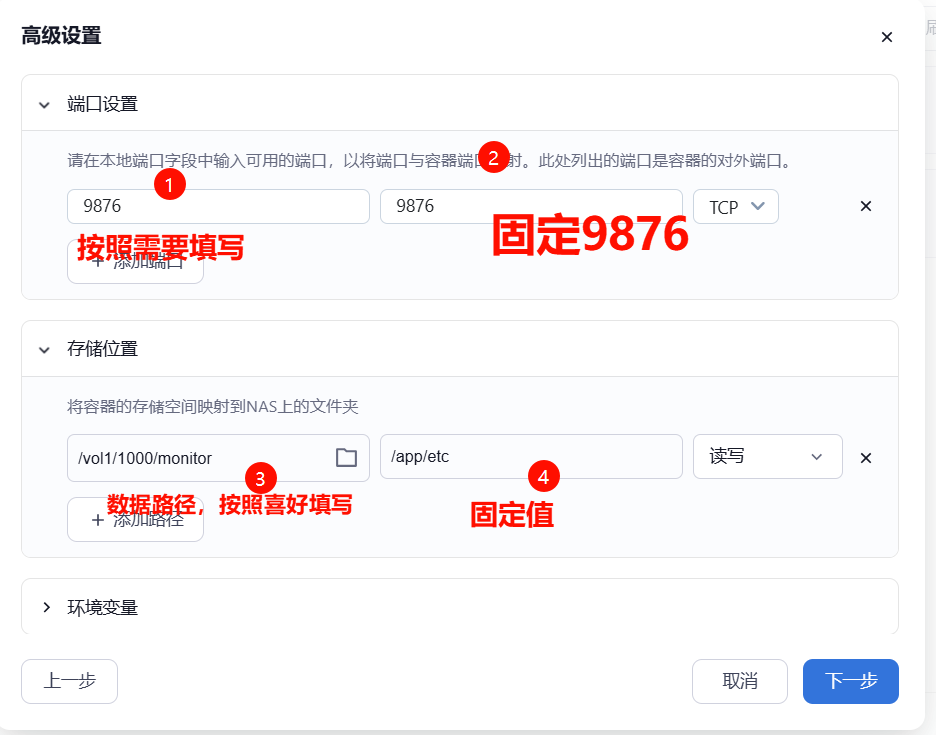 高级设置
端口设置
请在本地端口字段中输入可用的端口，以将端口与容器端口映射。此处列出的端口是容器的对外端口。
1
2
9876
9876
TCP
按照需要填写
固定9876
添加端口
存储位置
将容器的存储空间映射到NAS上的文件夹
/vol1/1000/monitor
/app/etc
读写
3
4
数据路径，按照喜好填写
固定值
添加路径
环境变量
上一步
取消
下一步